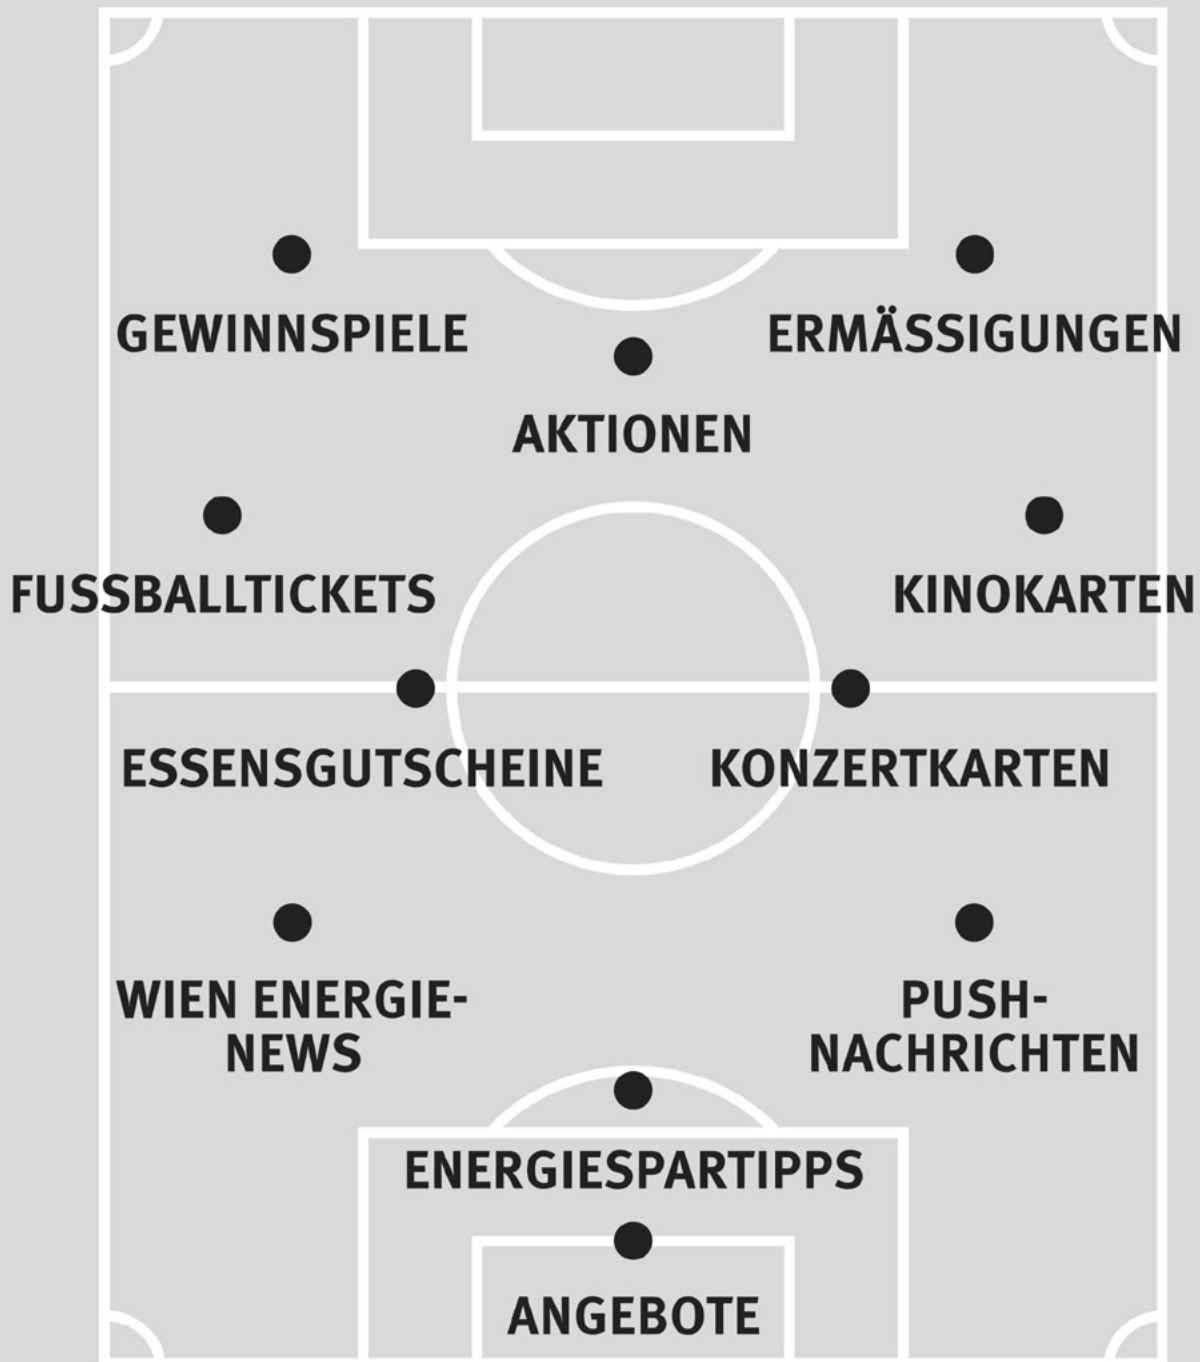 GEWINNSPIELE
ERMÄSSIGUNGEN
AKTIONEN
FUSSBALLTICKETS
KINOKARTEN
ESSENSGUTSCHEINE
KONZERTKARTEN
WIEN ENERGIE-
NEWS
PUSH-
NACHRICHTEN
ENERGIESPARTIPPS
ANGEBOTE